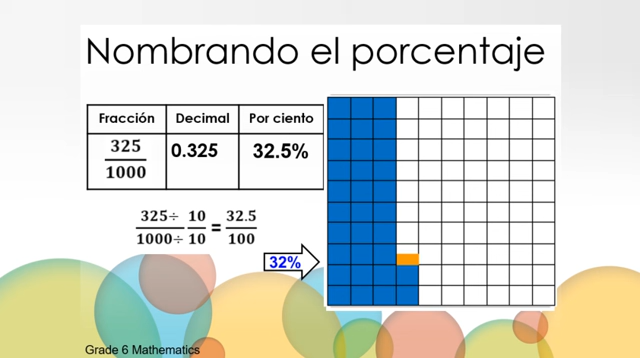 Nombrando el porcentaje
Fracción Decimal Por ciento
325/1000 0.325 32.5%
325÷/1000÷ 10/10 = 32.5/100
32%
Grade 6 Mathematics